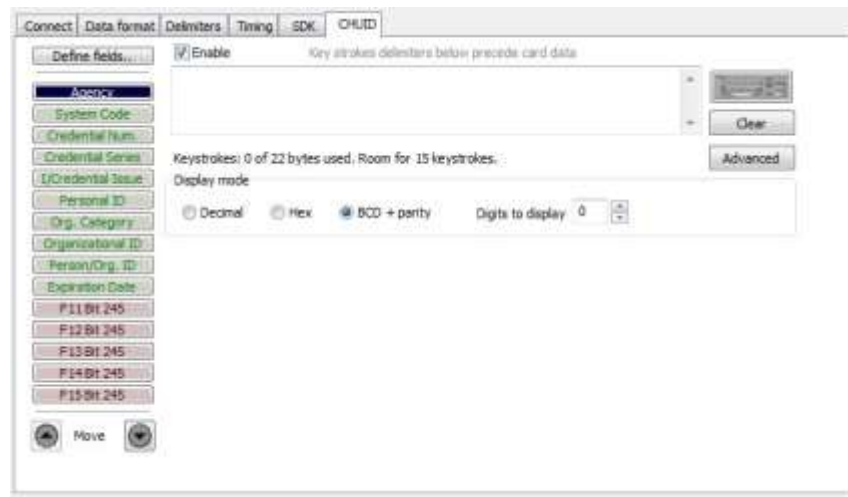 Connect Data format Delimiters Timing SDK CHUID
Define fields... Enable Key strokes delimiters below precede card data
Agency
System Code
Credential Num. Clear
Credential Series Keystrokes: 0 of 22 bytes used. Room for 15 keystrokes. Advanced
I/Credential Issue Display mode
Personal ID
Org. Category Decimal Hex BCD + parity Digits to display 0
Organizational ID
Person/Org. ID
Expiration Date
F11 Bit 245
F12 Bit 245
F13 Bit 245
F14 Bit 245
F15 Bit 245
Move